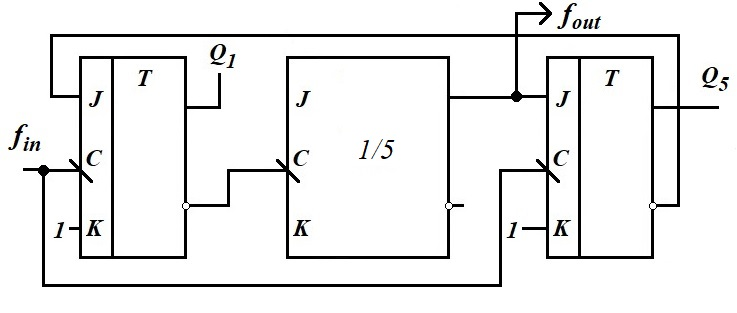 f_out
T Q_1 T Q_5
J J J
f_in
C C 1/5 C
1 K K 1 K